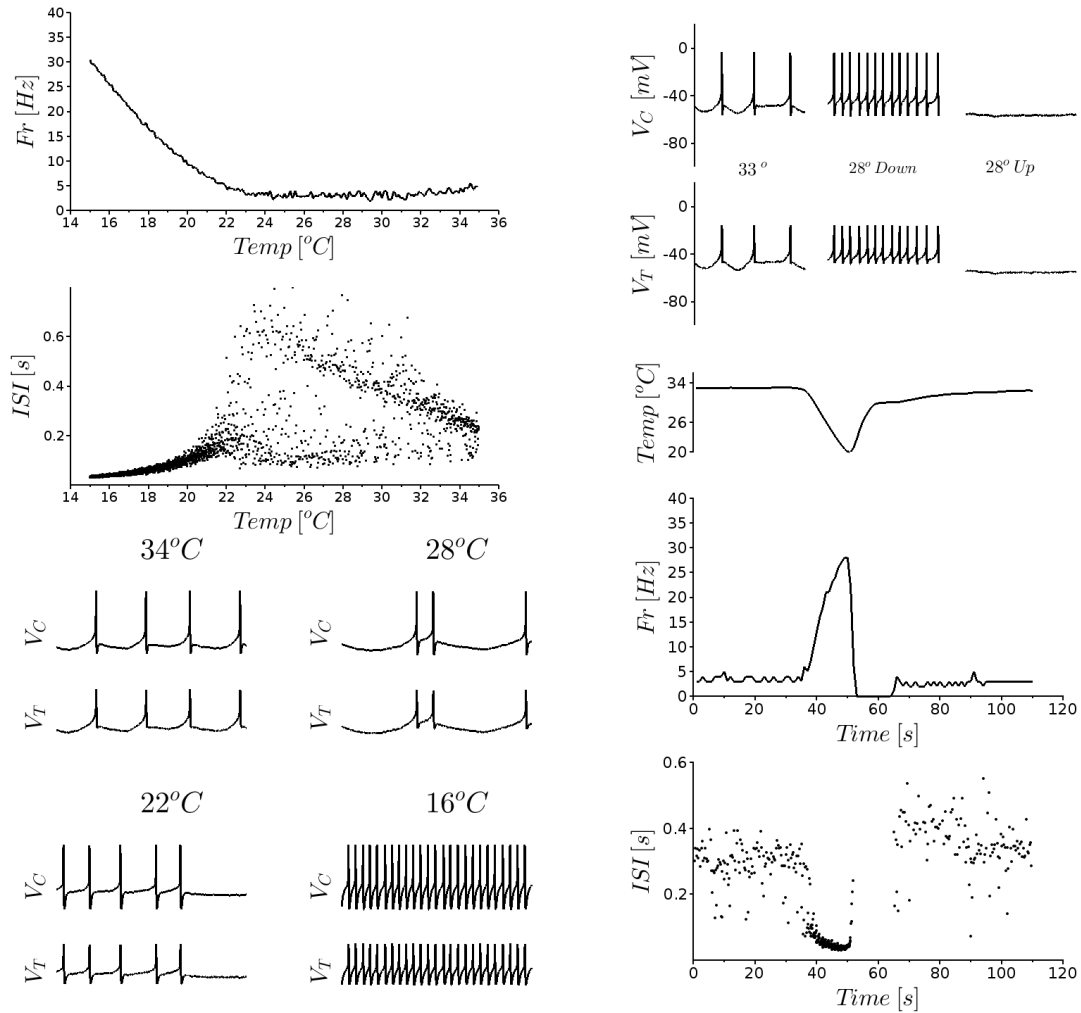 40
35
30
25
20
15
10
5
0
Fr [Hz]
14 16 18 20 22 24 26 28 30 32 34 36
Temp [°C]
0.6
0.4
0.2
ISI [s]
14 16 18 20 22 24 26 28 30 32 34 36
Temp [°C]
34°C
28°C
V_C
V_C
V_T
V_T
22°C
16°C
V_C
V_C
V_T
V_T
0
-40
-80
V_C [mV]
33 ° 28° Down 28° Up
0
-40
-80
V_T [mV]
34
26
20
Temp [°C]
40
35
30
25
20
15
10
5
0
Fr [Hz]
0 20 40 60 80 100 120
Time [s]
0.6
0.4
0.2
ISI [s]
0 20 40 60 80 100 120
Time [s]